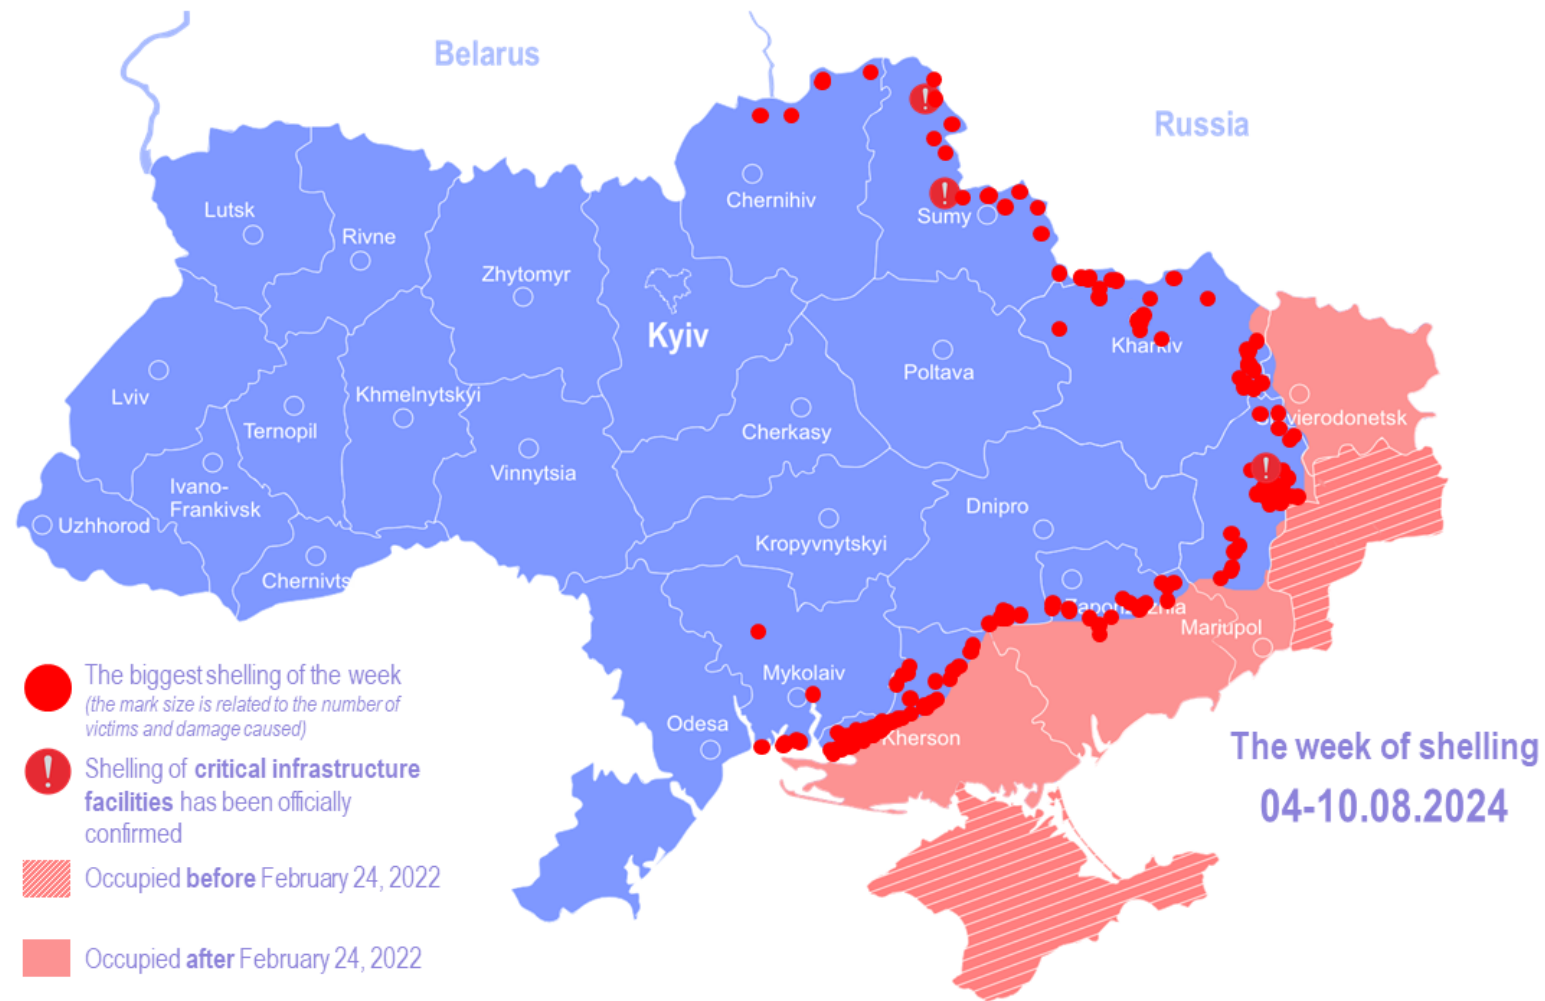 Belarus
Russia
Chernihiv
Sumy
Lutsk
Rivne
Zhytomyr
Kyiv
Kharkiv
Poltava
Lviv
Khmelnytskyi
Ternopil
Cherkasy
vierodonetsk
Vinnytsia
Ivano-
Frankivsk
Uzhhorod
Dnipro
Kropyvnytskyi
Chernivts
Mariupol
Mykolaiv
Odesa
Kherson
The biggest shelling of the week
(the mark size is related to the number of
victims and damage caused)
! Shelling of critical infrastructure
facilities has been officially
confirmed
Occupied before February 24, 2022
Occupied after February 24, 2022
The week of shelling
04-10.08.2024